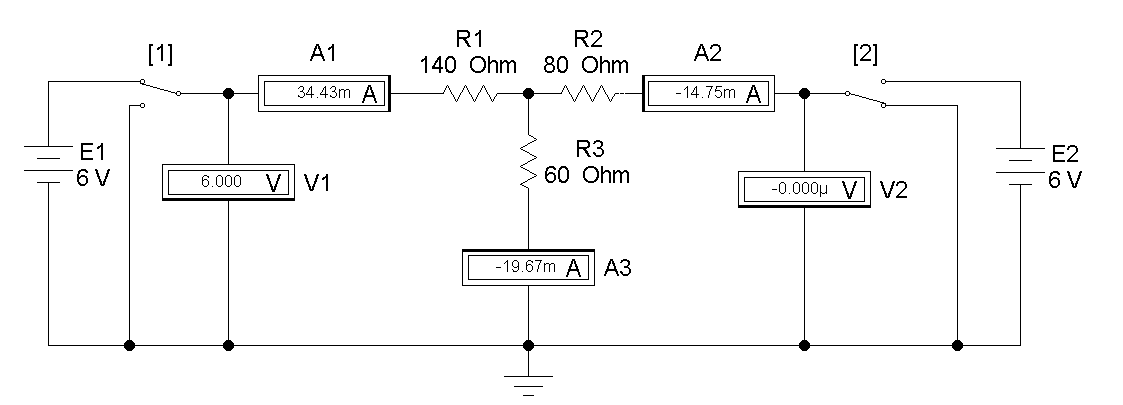 [1]
A1
R1
140 Ohm
R2
80 Ohm
A2
[2]
34.43m A
-14.75m A
E1
6 V
6.000 V
V1
R3
60 Ohm
-0.000µ V
V2
E2
6 V
-19.67m A
A3